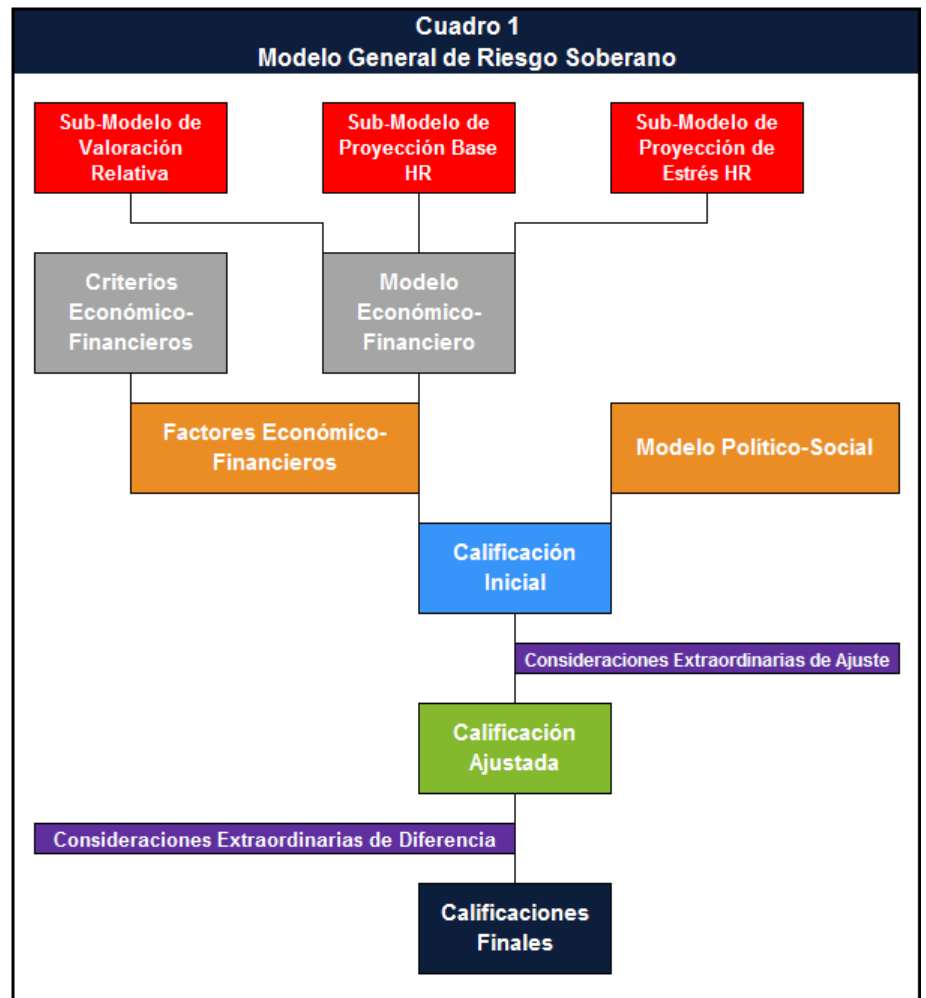 Cuadro 1
Modelo General de Riesgo Soberano
Sub-Modelo de
Valoración
Relativa
Sub-Modelo de
Proyección Base
HR
Sub-Modelo de
Proyección de
Estrés HR
Criterios
Económico-
Financieros
Modelo
Económico-
Financiero
Factores Económico-
Financieros
Modelo Político-Social
Calificación
Inicial
Consideraciones Extraordinarias de Ajuste
Calificación
Ajustada
Consideraciones Extraordinarias de Diferencia
Calificaciones
Finales